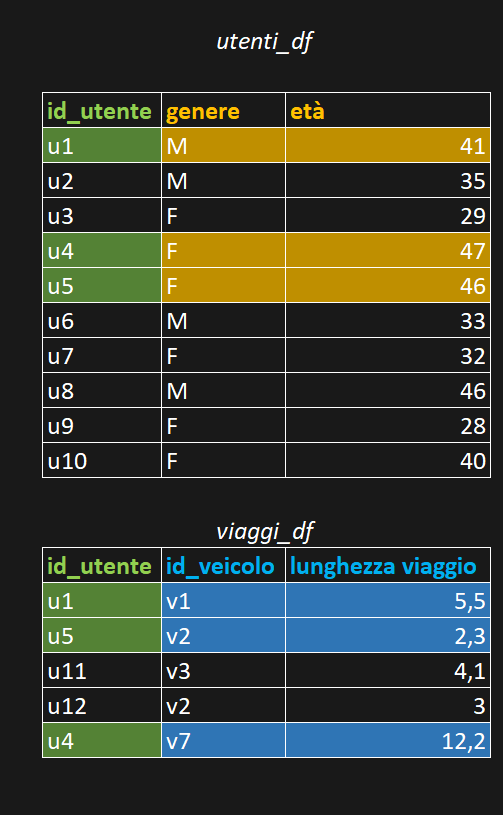 utenti_df
id_utente genere età
u1 M 41
u2 M 35
u3 F 29
u4 F 47
u5 F 46
u6 M 33
u7 F 32
u8 M 46
u9 F 28
u10 F 40
viaggi_df
id_utente id_veicolo lunghezza viaggio
u1 v1 5,5
u5 v2 2,3
u11 v3 4,1
u12 v2 3
u4 v7 12,2